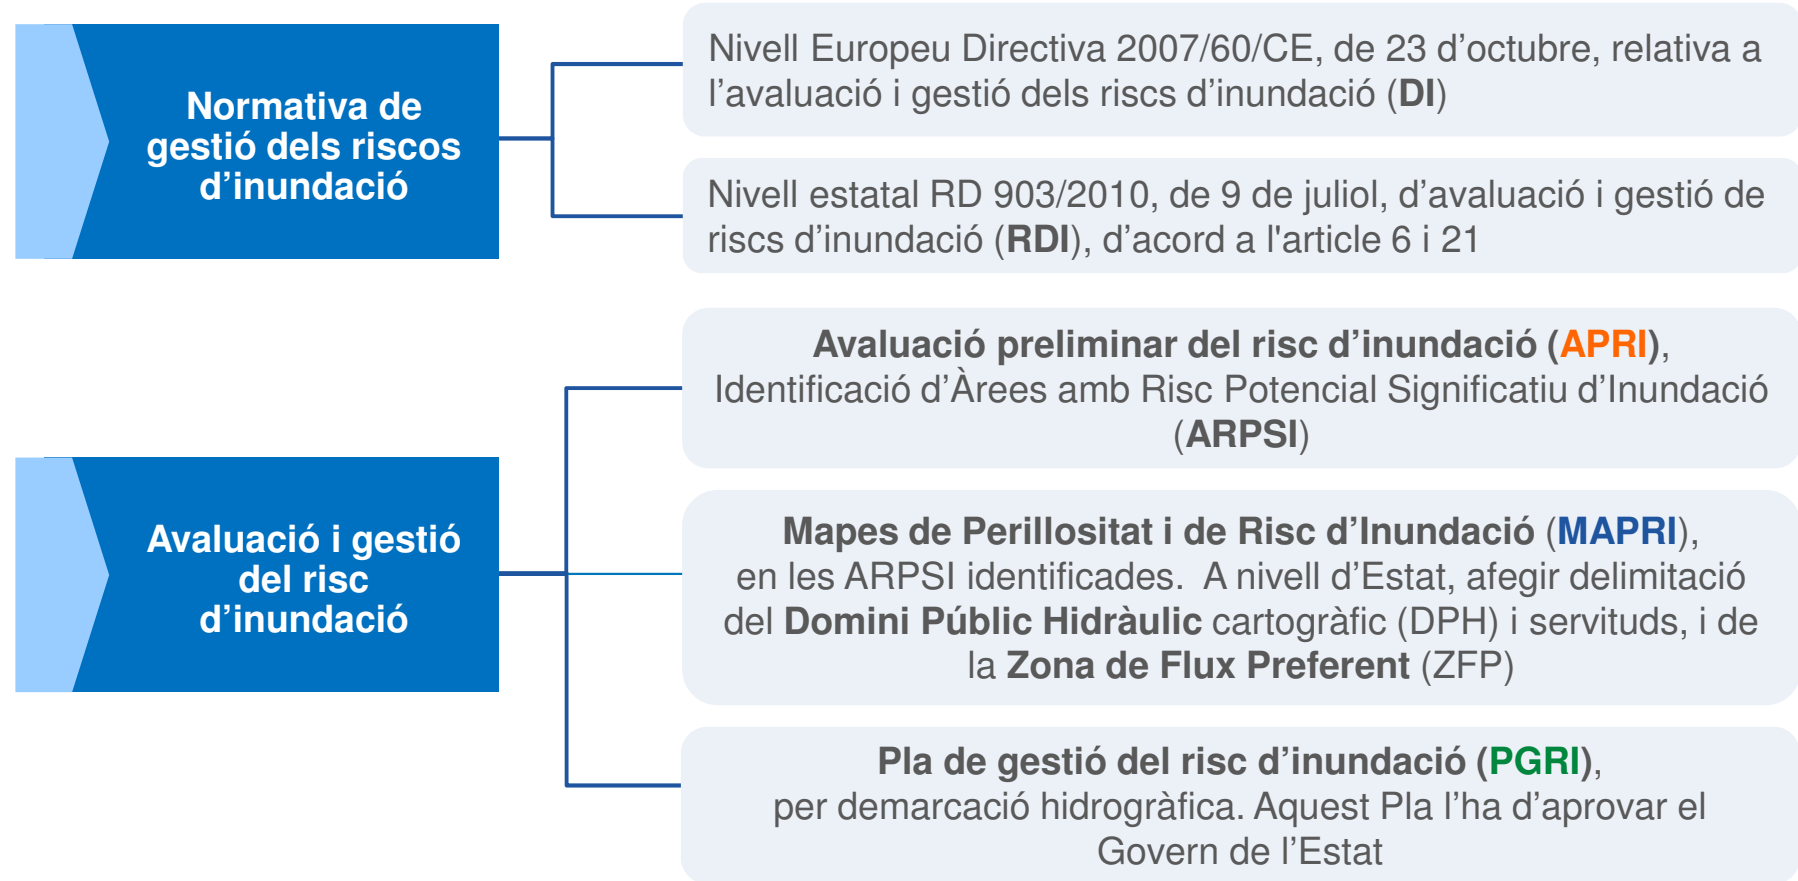 Normativa de
gestió dels riscos
d’inundació
Nivell Europeu Directiva 2007/60/CE, de 23 d’octubre, relativa a
l’avaluació i gestió dels riscs d’inundació (DI)
Nivell estatal RD 903/2010, de 9 de juliol, d’avaluació i gestió de
riscs d’inundació (RDI), d’acord a l'article 6 i 21
Avaluació i gestió
del risc
d’inundació
Avaluació preliminar del risc d’inundació (APRI),
Identificació d’Àrees amb Risc Potencial Significatiu d’Inundació
(ARPSI)
Mapes de Perillositat i de Risc d’Inundació (MAPRI),
en les ARPSI identificades.  A nivell d’Estat, afegir delimitació
del Domini Públic Hidràulic cartogràfic (DPH) i servituds, i de
la Zona de Flux Preferent (ZFP)
Pla de gestió del risc d’inundació (PGRI),
per demarcació hidrogràfica. Aquest Pla l’ha d’aprovar el
Govern de l’Estat